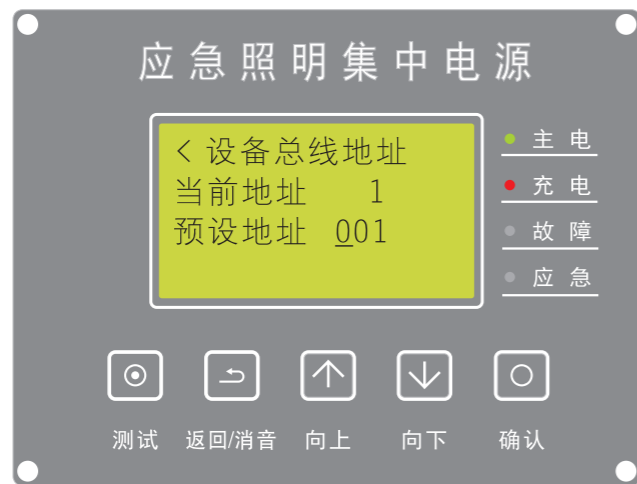 应急照明集中电源
< 设备总线地址
当前地址 1
预设地址 001
主电
充电
故障
应急
测试 返回/消音 向上 向下 确认